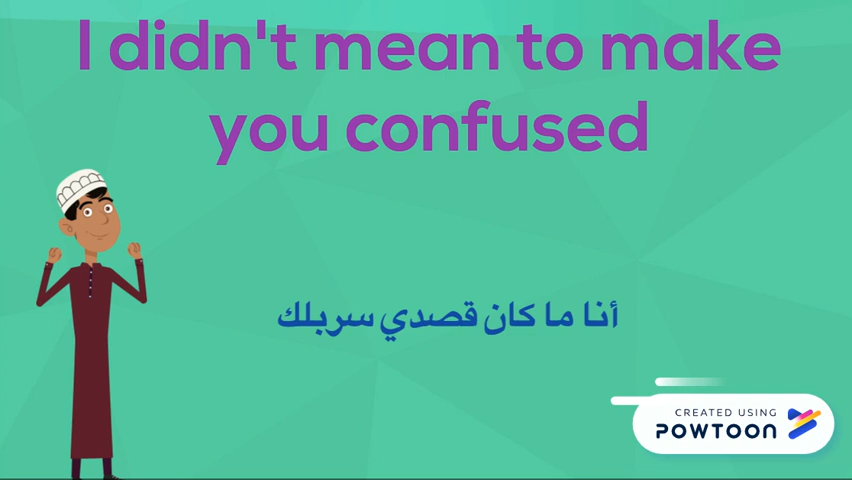 I didn't mean to make
you confused
أنا ما كان قصدي سربلك
CREATED USING
POWTOON